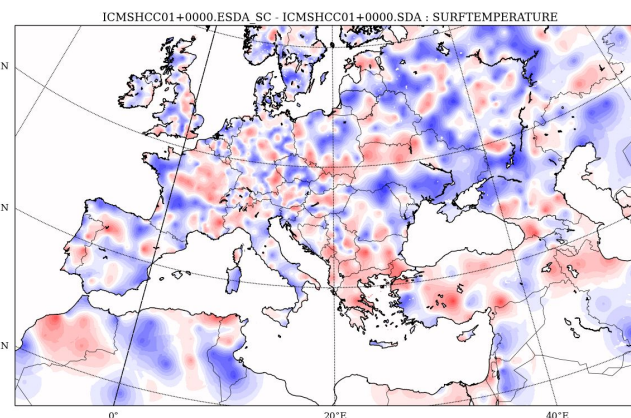 ICMSHCC01+0000.ESDA_SC - ICMSHCC01+0000.SDA : SURFTEMPERATURE
N
N
N
0°
20°E
40°E